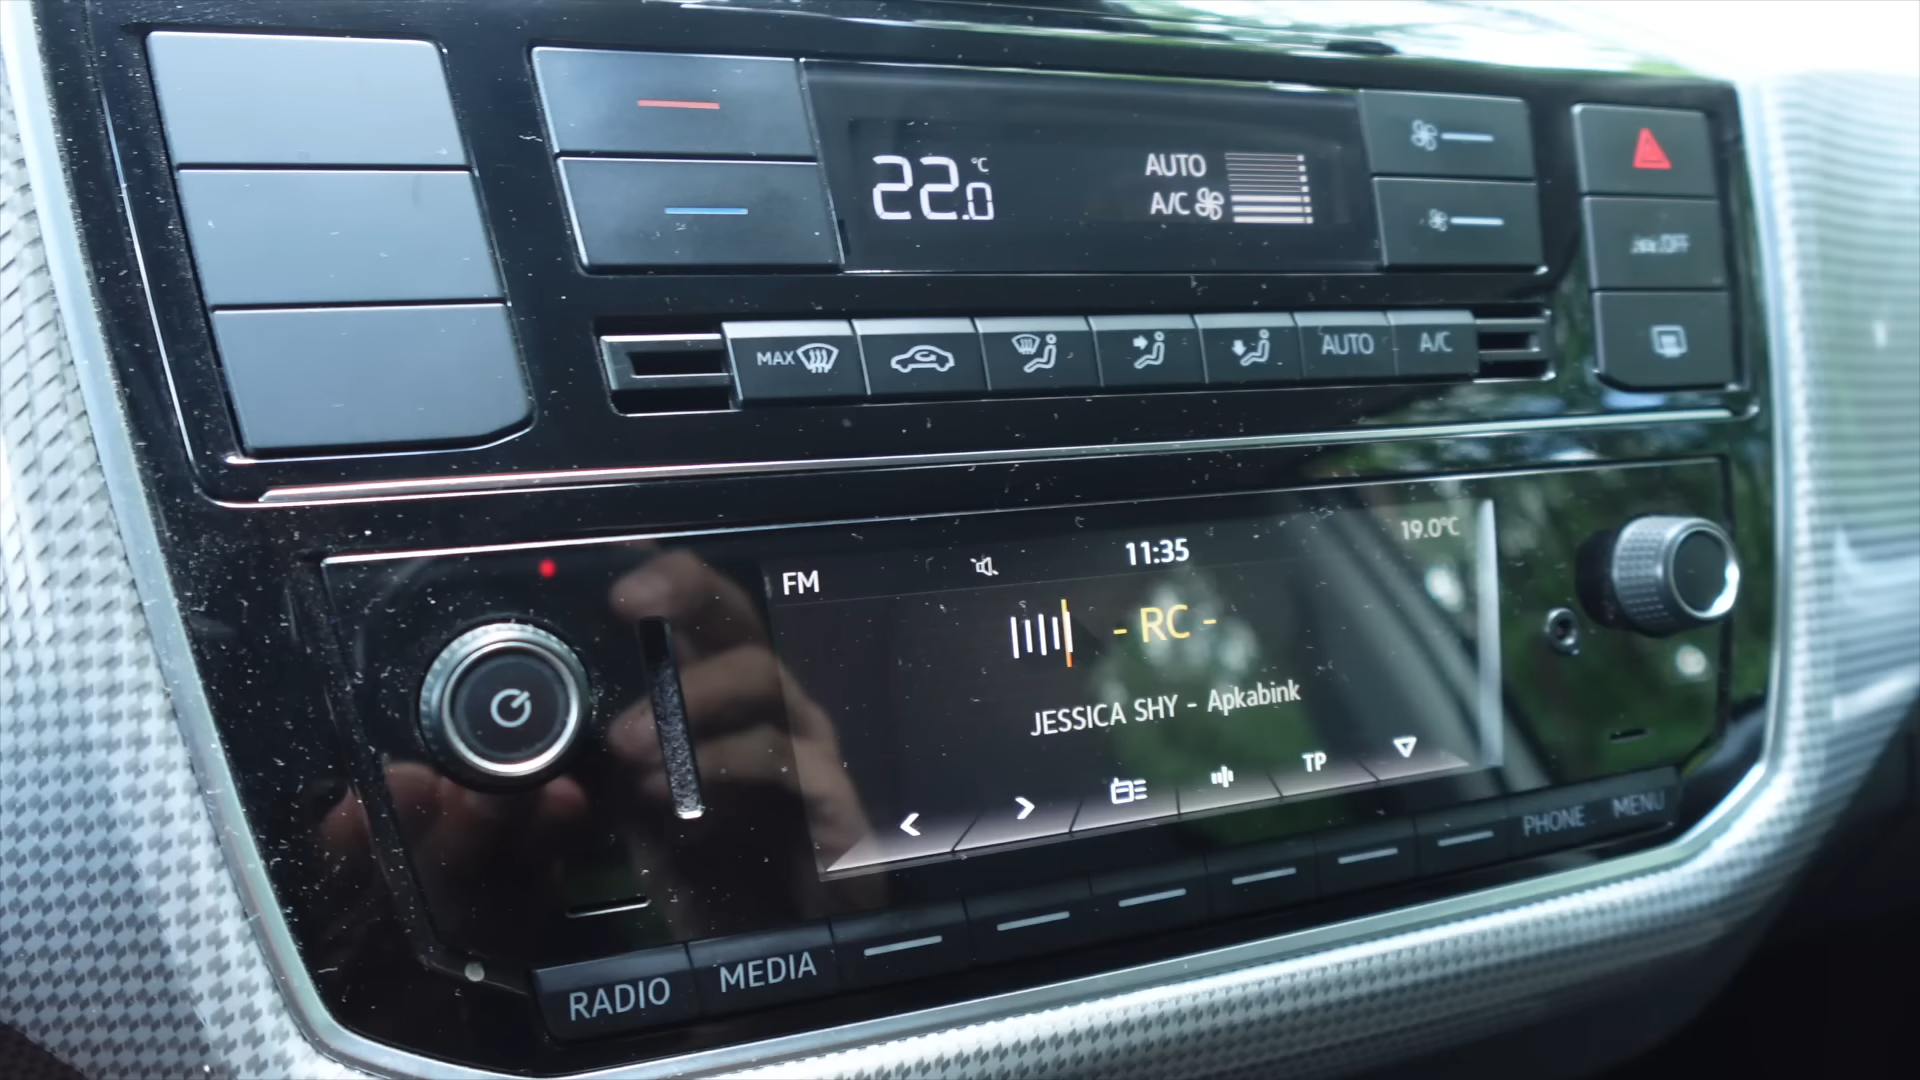 22.0 °C
AUTO
A/C
OFF
MAX
AUTO
A/C
FM
11:35
19.0°C
- RC -
JESSICA SHY - Apkabink
TP
RADIO
MEDIA
PHONE
MENU